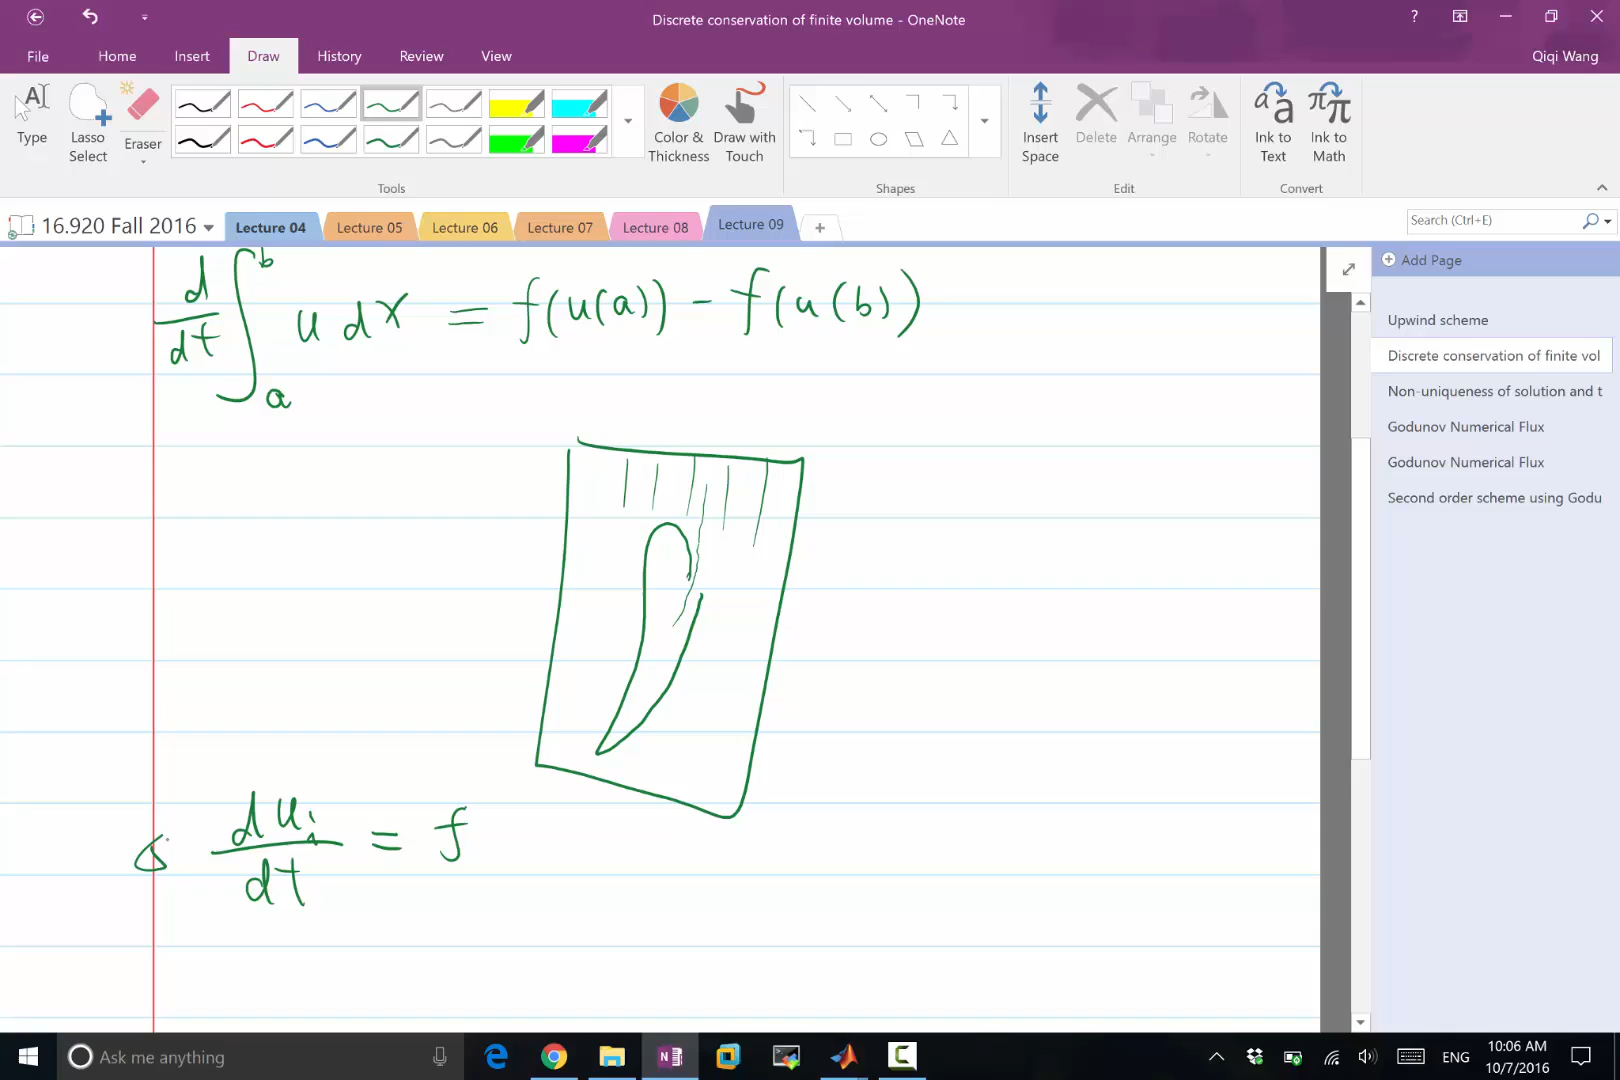 Discrete conservation of finite volume - OneNote
?
File Home Insert Draw History Review View
Qiqi Wang
Type
Lasso Select
Eraser
Color & Thickness
Draw with Touch
Insert Space
Delete
Arrange
Rotate
Ink to Text
Ink to Math
Tools
Shapes
Edit
Convert
16.920 Fall 2016
Lecture 04
Lecture 05
Lecture 06
Lecture 07
Lecture 08
Lecture 09
+
Search (Ctrl+E)
Add Page
Upwind scheme
Discrete conservation of finite vol
Non-uniqueness of solution and t
Godunov Numerical Flux
Godunov Numerical Flux
Second order scheme using Godu
d/dt ∫_a^b u dx = f(u(a)) - f(u(b))
du_i/dt = f
Ask me anything
ENG
10:06 AM
10/7/2016